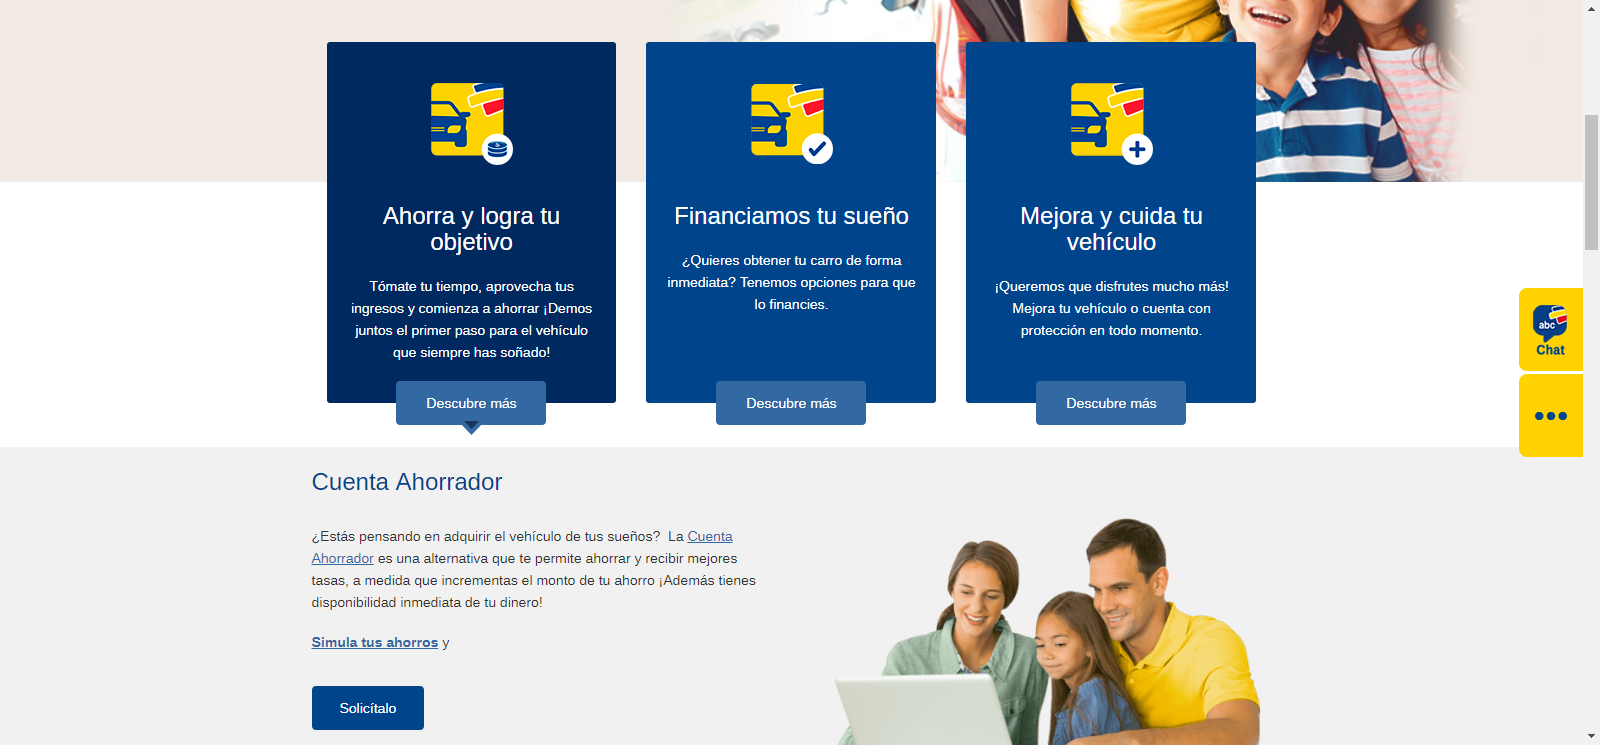 Ahorra y logra tu
objetivo
Tómate tu tiempo, aprovecha tus
ingresos y comienza a ahorrar ¡Demos
juntos el primer paso para el vehículo
que siempre has soñado!
Descubre más
Financiamos tu sueño
¿Quieres obtener tu carro de forma
inmediata? Tenemos opciones para que
lo financies.
Descubre más
Mejora y cuida tu
vehículo
¡Queremos que disfrutes mucho más!
Mejora tu vehículo o cuenta con
protección en todo momento.
Descubre más
abc
Chat
Cuenta Ahorrador
¿Estás pensando en adquirir el vehículo de tus sueños?  La Cuenta
Ahorrador es una alternativa que te permite ahorrar y recibir mejores
tasas, a medida que incrementas el monto de tu ahorro ¡Además tienes
disponibilidad inmediata de tu dinero!
Simula tus ahorros y
Solicítalo